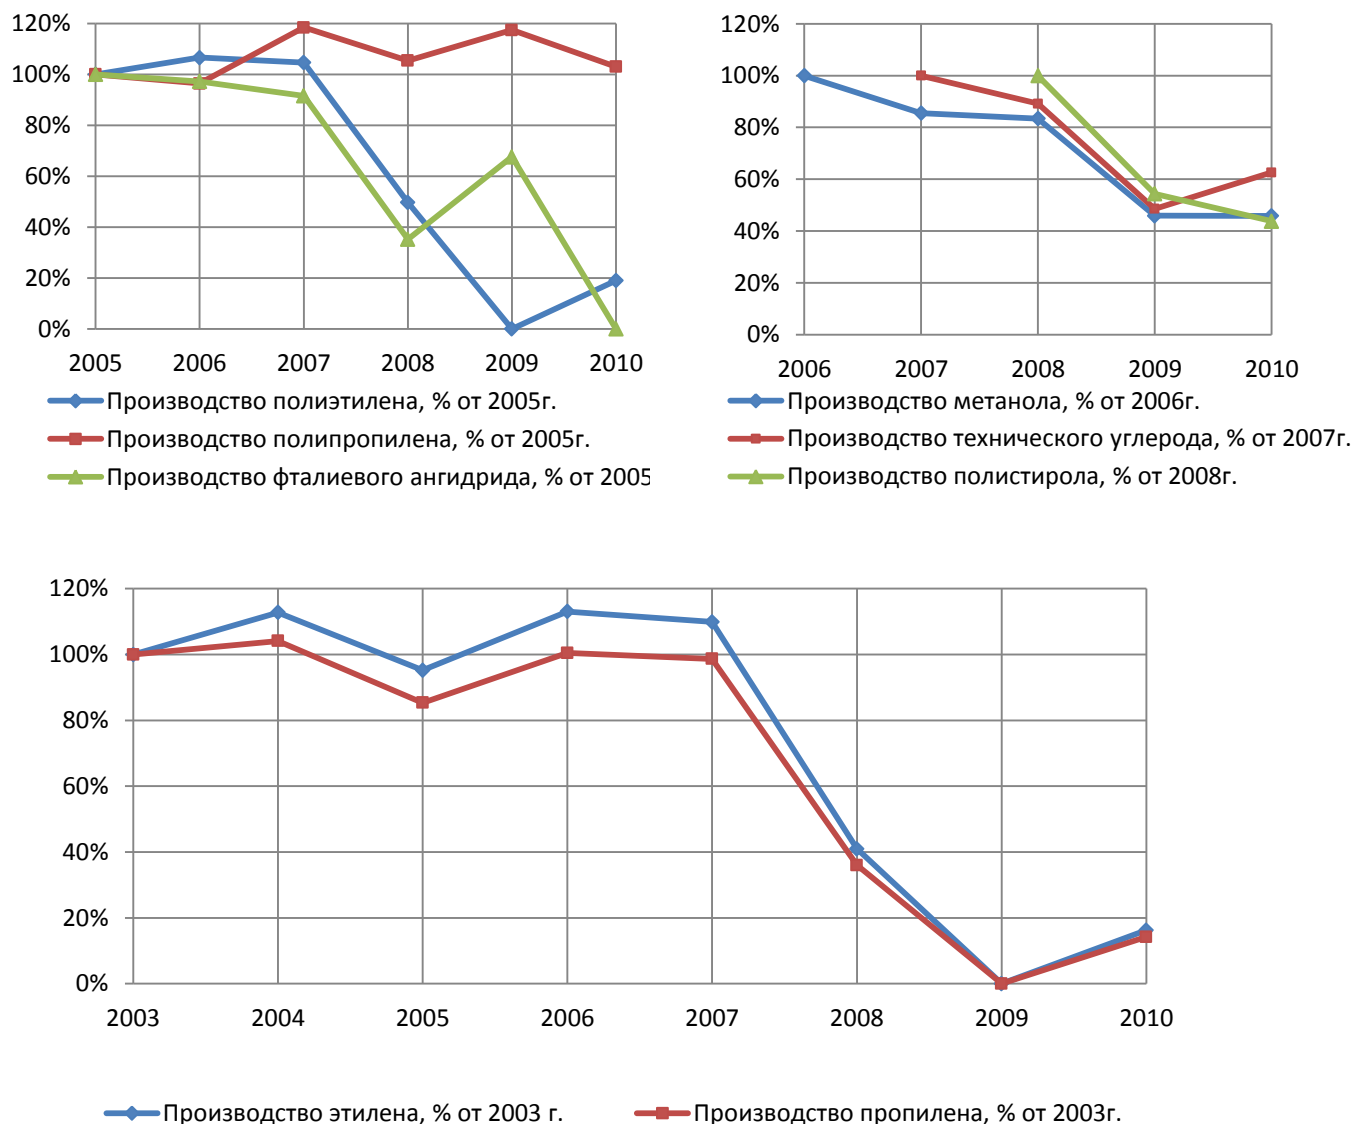 120%
100%
80%
60%
40%
20%
0%
2005 2006 2007 2008 2009 2010
Производство полиэтилена, % от 2005г.
Производство полипропилена, % от 2005г.
Производство фталиевого ангидрида, % от 2005
120%
100%
80%
60%
40%
20%
0%
2006 2007 2008 2009 2010
Производство метанола, % от 2006г.
Производство технического углерода, % от 2007г.
Производство полистирола, % от 2008г.
120%
100%
80%
60%
40%
20%
0%
2003 2004 2005 2006 2007 2008 2009 2010
Производство этилена, % от 2003 г. Производство пропилена, % от 2003г.